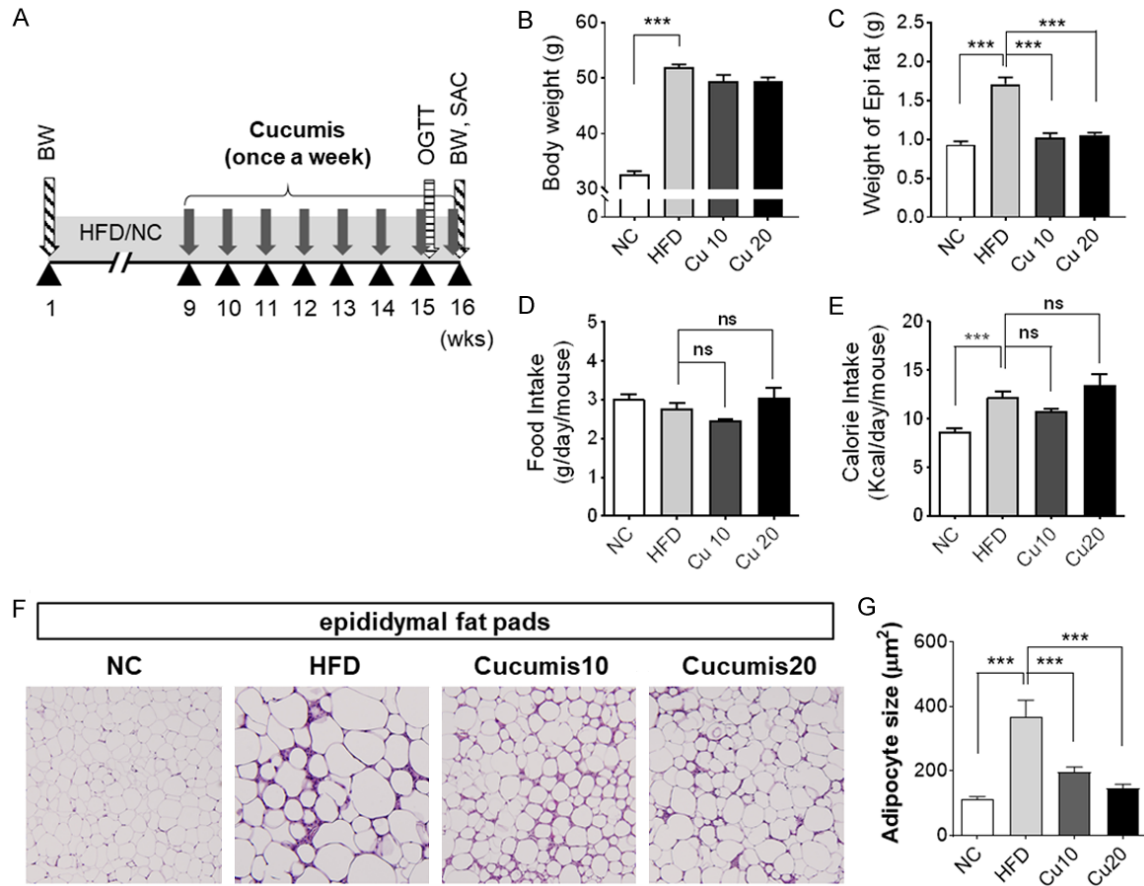 A
BW
Cucumis
(once a week)
OGTT
BW, SAC
HFD/NC
1 9 10 11 12 13 14 15 16
(wks)
B
Body weight (g)
60
50
40
30
0
***
NC HFD Cu 10 Cu 20
C
Weight of Epi fat (g)
2.5
2.0
1.5
1.0
0.5
0.0
***
*** ***
NC HFD Cu 10 Cu 20
D
Food Intake
(g/day/mouse)
5
4
3
2
1
0
ns
ns
NC HFD Cu 10 Cu 20
E
Calorie Intake
(Kcal/day/mouse)
20
15
10
5
0
ns
*** ns
NC HFD Cu10 Cu20
F
epididymal fat pads
NC HFD Cucumis10 Cucumis20
G
Adipocyte size (μm²)
600
400
200
0
***
*** ***
NC HFD Cu10 Cu20